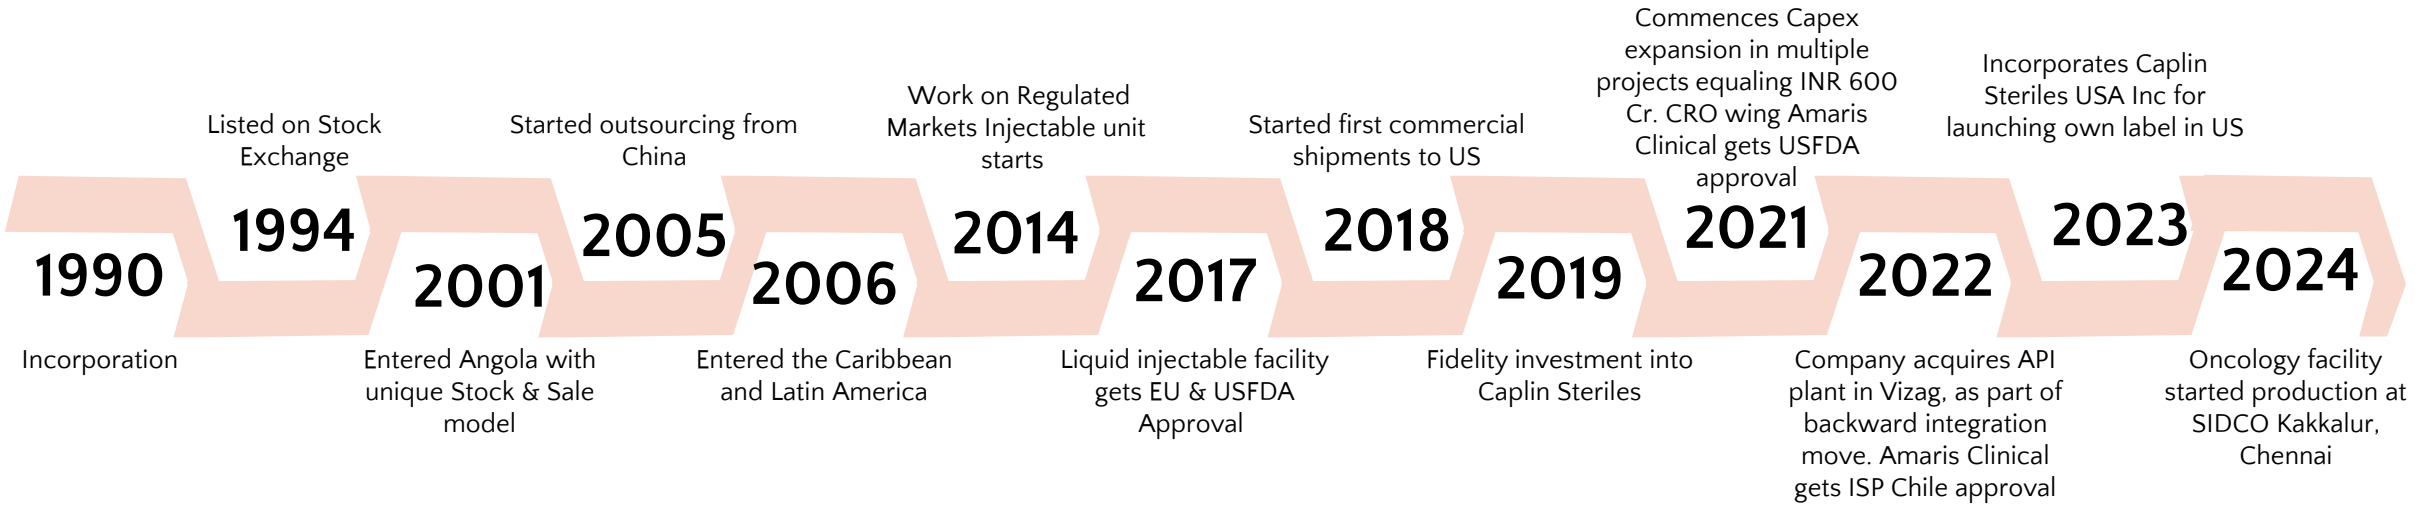 1990
Incorporation
Listed on Stock
Exchange
1994
2001
Entered Angola with
unique Stock & Sale
model
Started outsourcing from
China
2005
2006
Entered the Caribbean
and Latin America
Work on Regulated
Markets Injectable unit
starts
2014
2017
Liquid injectable facility
gets EU & USFDA
Approval
Started first commercial
shipments to US
2018
2019
Fidelity investment into
Caplin Steriles
Commences Capex
expansion in multiple
projects equaling INR 600
Cr. CRO wing Amaris
Clinical gets USFDA
approval
2021
2022
Company acquires API
plant in Vizag, as part of
backward integration
move. Amaris Clinical
gets ISP Chile approval
Incorporates Caplin
Steriles USA Inc for
launching own label in US
2023
2024
Oncology facility
started production at
SIDCO Kakkalur,
Chennai